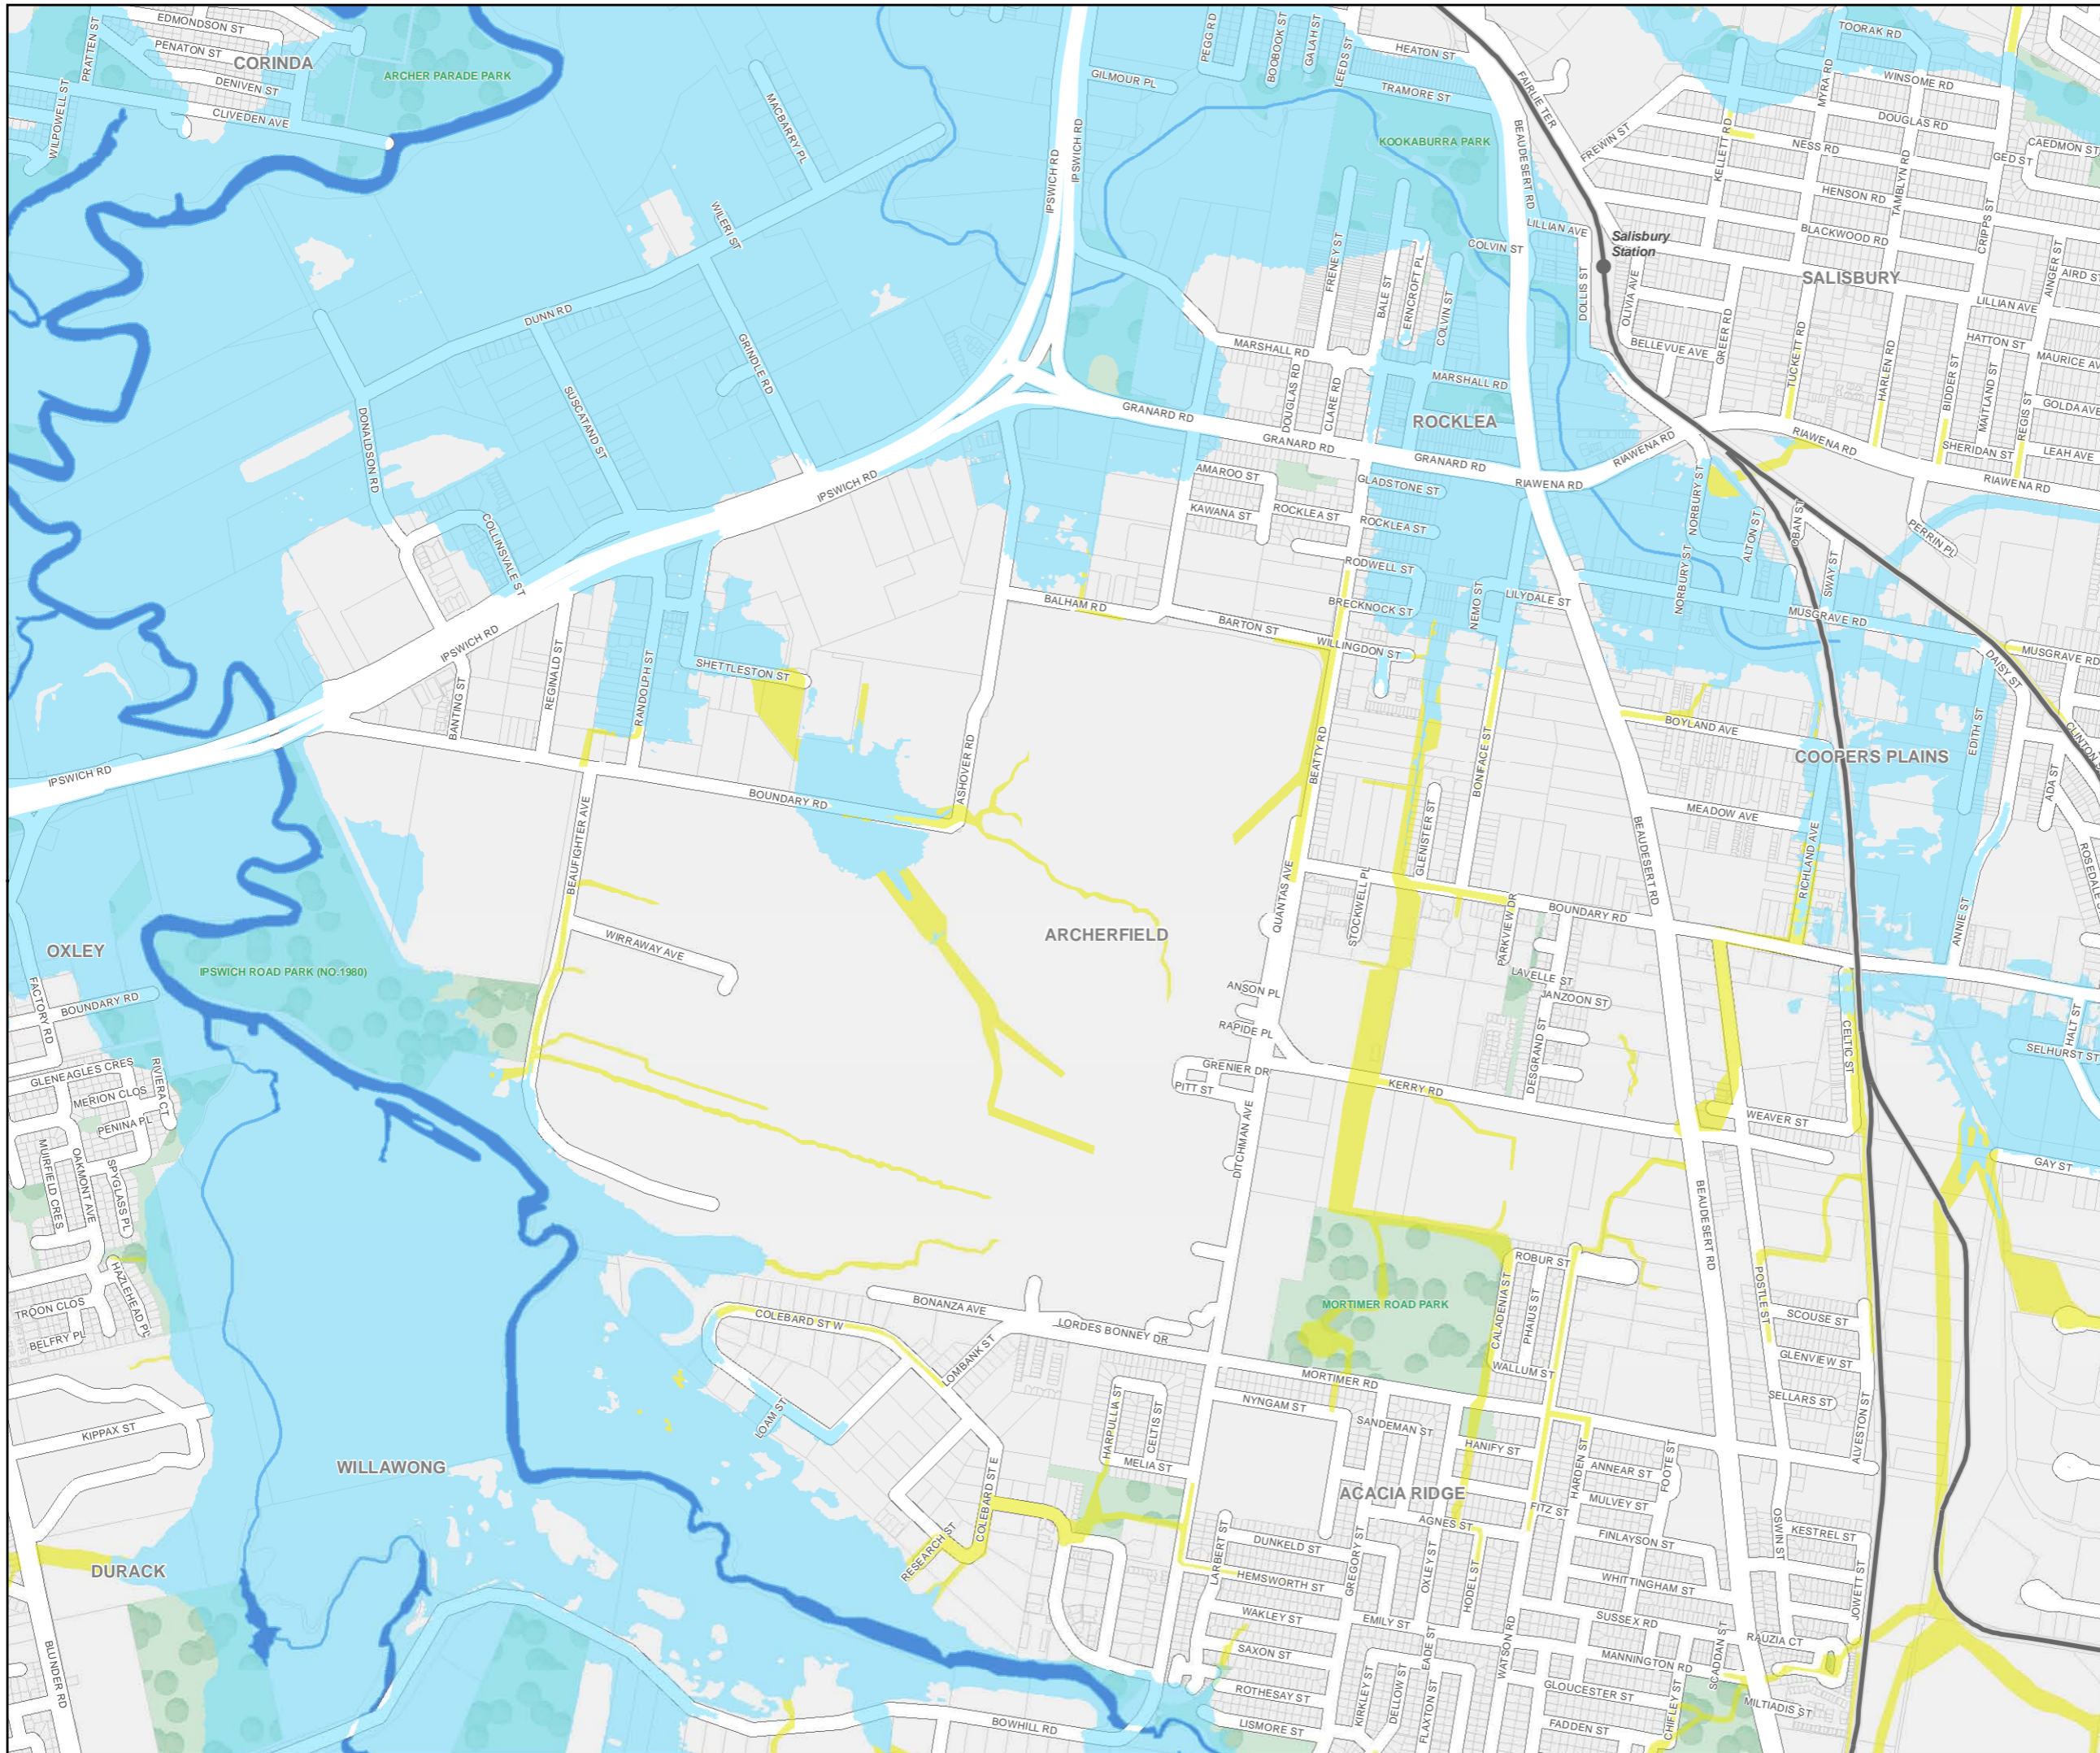 EDMONDSON ST
PENATON ST
DENIVEN ST
CLIVEDEN AVE
PRATTEN ST
WILPOWELL ST
CORINDA
ARCHER PARADE PARK
MACBARRY PL
WILERI ST
DUNN RD
GRINDLE RD
SUSCATAND ST
DONALDSON RD
COLLINSVALE ST
IPSWICH RD
IPSWICH RD
GILMOUR PL
PEGG RD
BOOBOOK ST
GALAH ST
LEEDS ST
HEATON ST
TRAMORE ST
KOOKABURRA PARK
BEAUDESERT RD
FAIRLIE TER
FREWIN ST
TOORAK RD
WINSOME RD
MYRA RD
DOUGLAS RD
KELLETT RD
NESS RD
CAEDMON ST
GED ST
HENSON RD
TAMBLYN RD
BLACKWOOD RD
CRIPPS ST
AINGER ST
AIRD ST
Salisbury
Station
SALISBURY
LILLIAN AVE
LILLIAN AVE
COLVIN ST
COLVIN ST
DOLLIS ST
OLIVIA AVE
BELLEVUE AVE
GREER RD
TUCKETT RD
HARLEN RD
BIDDER ST
MAITLAND ST
HATTON ST
MAURICE AV
REGIS ST
GOLDA AVE
SHERIDAN ST
LEAH AVE
RIAWENA RD
RIAWENA RD
RIAWENA RD
RIAWENA RD
FRENEY ST
BALE ST
ERNCROFT PL
MARSHALL RD
MARSHALL RD
DOUGLAS RD
CLARE RD
ROCKLEA
GRANARD RD
GRANARD RD
GRANARD RD
AMAROO ST
KAWANA ST
ROCKLEA ST
ROCKLEA ST
GLADSTONE ST
RODWELL ST
BRECKNOCK ST
NEMO ST
LILYDALE ST
NORBURY ST
NORBURY ST
ALTON ST
OBAN ST
SWAY ST
PERRIN PL
MUSGRAVE RD
MUSGRAVE RD
DAISY ST
CLINTON
IPSWICH RD
IPSWICH RD
IPSWICH RD
BALHAM RD
BARTON ST
WILLINGDON ST
SHETTLESTON ST
RANDOLPH ST
REGINALD ST
BANTING ST
ASHOVER RD
BEATTY RD
BONIFACE ST
BOYLAND AVE
COOPERS PLAINS
EDITH ST
ADA ST
MEADOW AVE
RICHLAND AVE
ROSEDALE
BOUNDARY RD
BEAUFIGHTER AVE
GLENISTER ST
QUANTAS AVE
STOCKWELL PL
BEAUDESERT RD
BOUNDARY RD
PARKVIEW DR
ANNIE ST
WIRRAWAY AVE
ARCHERFIELD
OXLEY
IPSWICH ROAD PARK (NO.1980)
FACTORY RD
BOUNDARY RD
LAVELLE ST
JANZOON ST
ANSON PL
RAPIDE PL
GRENIER DR
PITT ST
DESGRAND ST
KERRY RD
CELTIC ST
HALT ST
SELHURST ST
WEAVER ST
GAY ST
GLENEAGLES CRES
MERION CLOS
PENINA PL
RIVIERA CT
MUIRFIELD CRES
OAKMONT AVE
SPYGLASS PL
HAZLEHEAD PL
TROON CLOS
BELFRY PL
DITCHMAN AVE
BEAUDESERT RD
ROBUR ST
CALADENIA ST
PHAIUS ST
WALLUM ST
POSTLE ST
SCOUSE ST
GLENVIEW ST
SELLARS ST
ALVESTON ST
MORTIMER ROAD PARK
BONANZA AVE
LORDES BONNEY DR
COLEBARD ST W
LOMBANK ST
LOAM ST
MORTIMER RD
NYNGAM ST
SANDEMAN ST
HANIFY ST
HARPULLIA ST
CELTIS ST
MELIA ST
ACACIA RIDGE
HARDEN ST
ANNEAR ST
FOOTE ST
MULVEY ST
FITZ ST
FINLAYSON ST
KIPPAX ST
WILLAWONG
DURACK
BLUNDER RD
COLEBARD ST E
RESEARCH ST
LARBERT ST
DUNKELD ST
HEMSWORTH ST
WAKLEY ST
SAXON ST
ROTHESAY ST
LISMORE ST
GREGORY ST
AGNES ST
OXLEY ST
HODEL ST
EMILY ST
EADE ST
WATSON RD
KIRKLEY ST
DELLOW ST
FLAXTON ST
OSWIN ST
KESTREL ST
WHITTINGHAM ST
SUSSEX RD
JOWETT ST
RAUZIA CT
SCADDAN ST
MANNINGTON RD
GLOUCESTER ST
CHIFLEY ST
MILTIADIS ST
FADDEN ST
BOWHILL RD